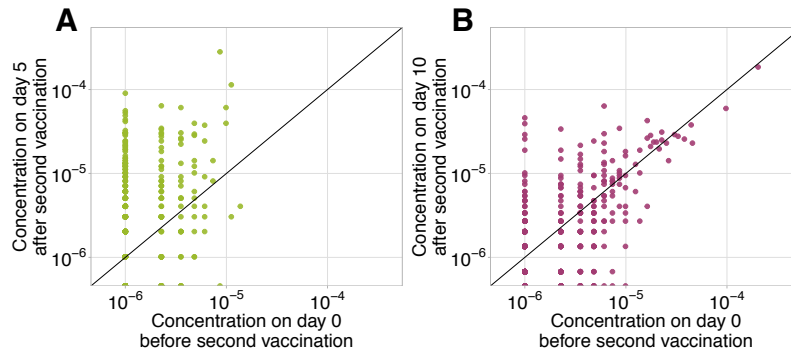 A
Concentration on day 5
after second vaccination
10⁻⁴
10⁻⁵
10⁻⁶
10⁻⁶ 10⁻⁵ 10⁻⁴
Concentration on day 0
before second vaccination
B
Concentration on day 10
after second vaccination
10⁻⁴
10⁻⁵
10⁻⁶
10⁻⁶ 10⁻⁵ 10⁻⁴
Concentration on day 0
before second vaccination